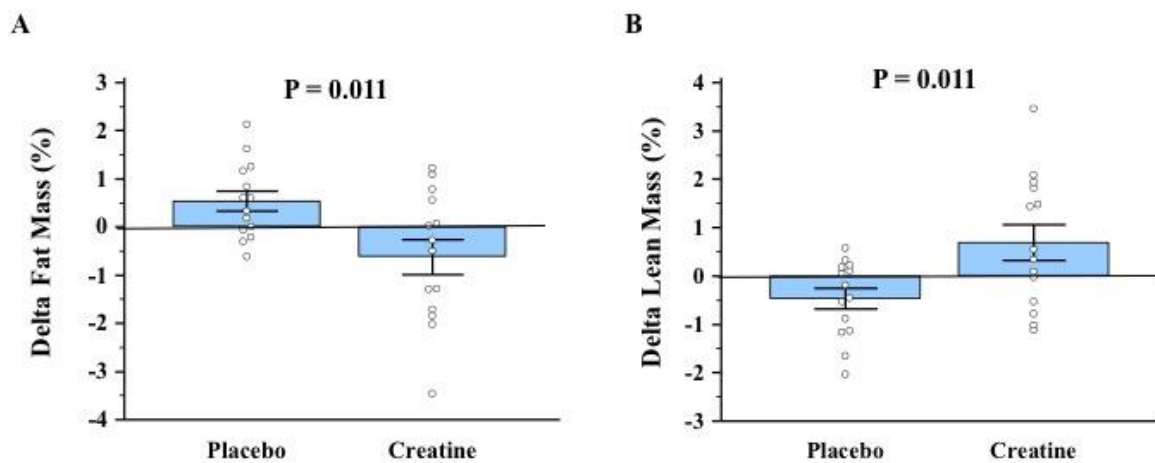 A
B
P = 0.011
P = 0.011
Delta Fat Mass (%)
3
2
1
0
-1
-2
-3
-4
Placebo
Creatine
Delta Lean Mass (%)
4
3
2
1
0
-1
-2
-3
Placebo
Creatine